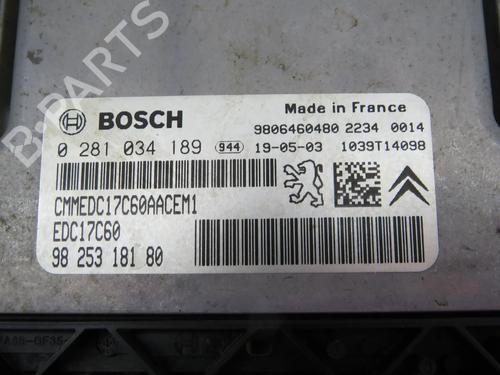 B-PARTS
BOSCH
Made in France
9806460480 2234 0014
0 281 034 189 944 19-05-03 1039T14098
CMMEDC17C60AACEM1
EDC17C60
98 253 181 80